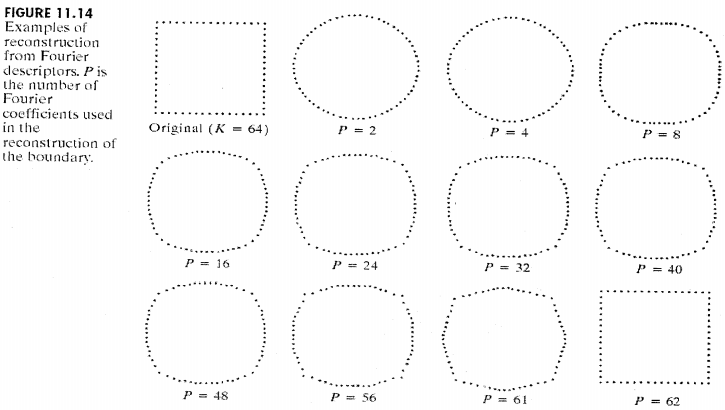 FIGURE 11.14
Examples of
reconstruction
from Fourier
descriptors. P is
the number of
Fourier
coefficients used
in the
reconstruction of
the boundary.
Original (K = 64)
P = 2
P = 4
P = 8
P = 16
P = 24
P = 32
P = 40
P = 48
P = 56
P = 61
P = 62